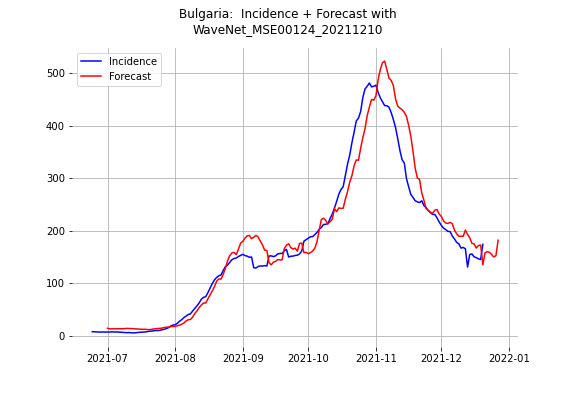 Bulgaria:  Incidence + Forecast with
WaveNet_MSE00124_20211210
Incidence
Forecast
500
400
300
200
100
0
2021-07 2021-08 2021-09 2021-10 2021-11 2021-12 2022-01